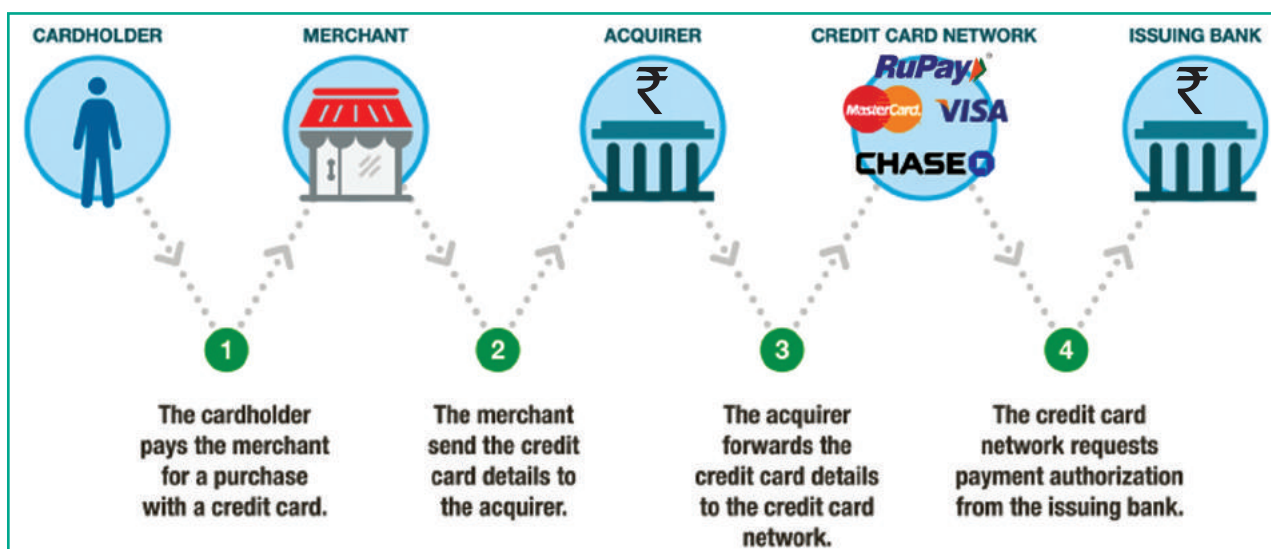 CARDHOLDER
MERCHANT
ACQUIRER
CREDIT CARD NETWORK
ISSUING BANK
₹
RuPay
®
MasterCard.
VISA
CHASE
₹
1
2
3
4
The cardholder
pays the merchant
for a purchase
with a credit card.
The merchant
send the credit
card details to
the acquirer.
The acquirer
forwards the
credit card details
to the credit card
network.
The credit card
network requests
payment authorization
from the issuing bank.